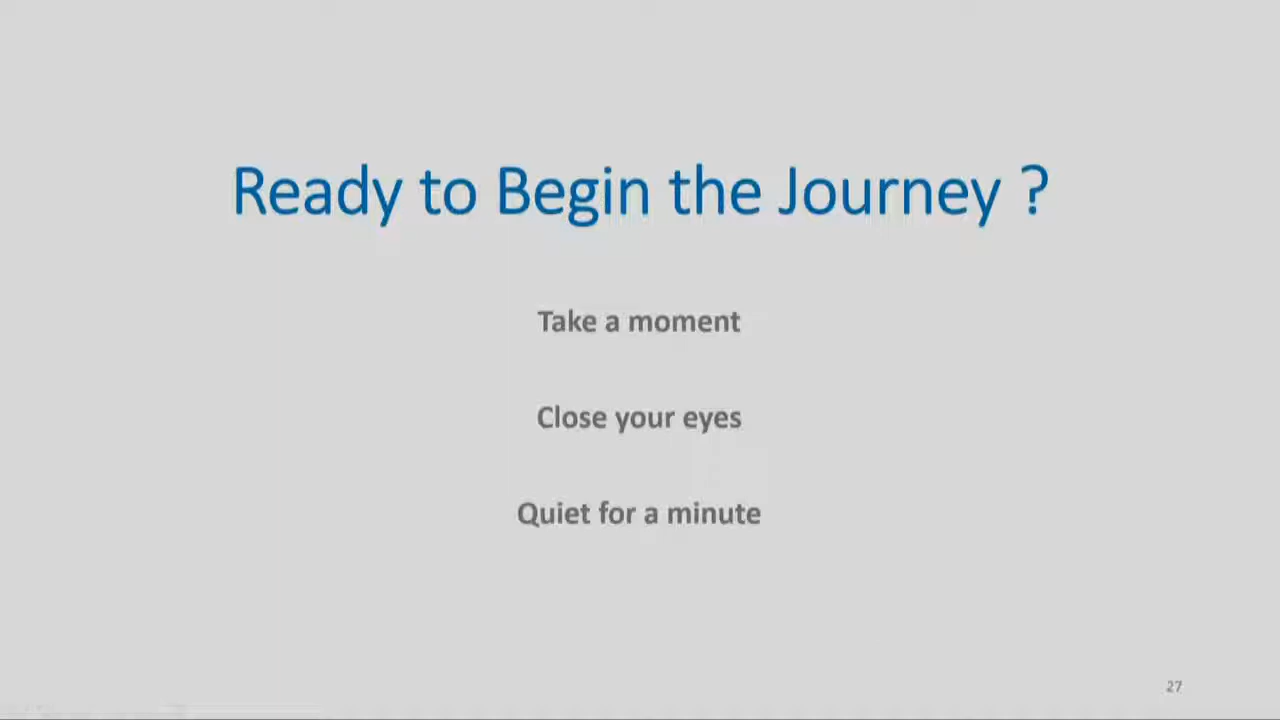 Ready to Begin the Journey ?
Take a moment
Close your eyes
Quiet for a minute
27